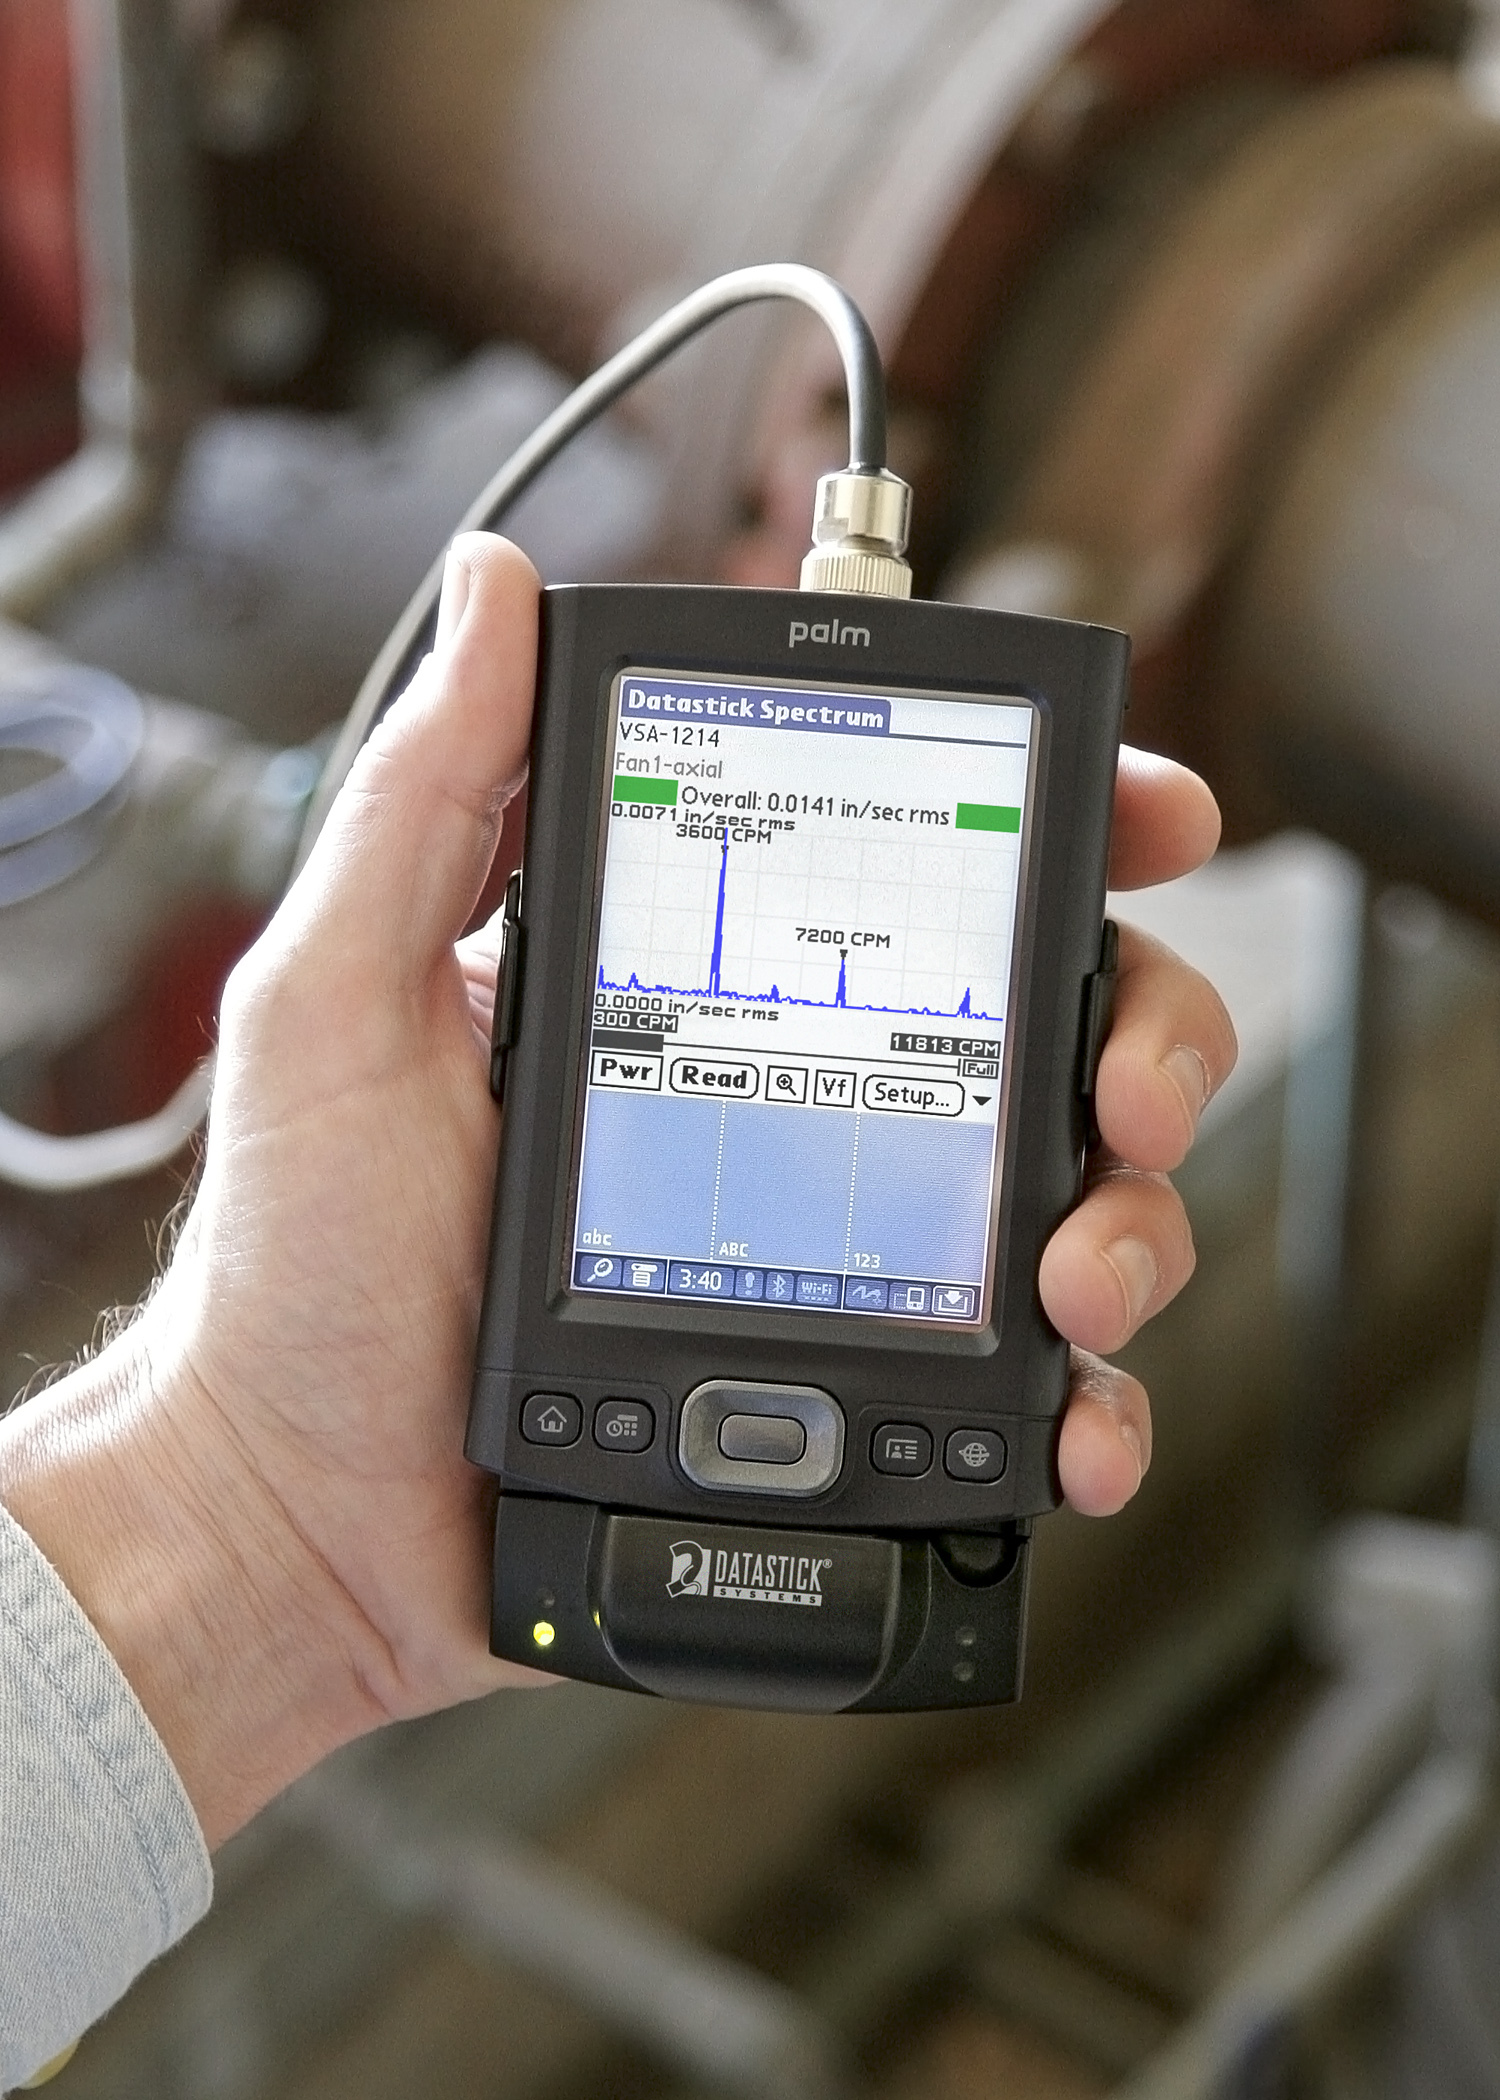 palm
Datastick Spectrum
VSA-1214
Fan1-axial
Overall: 0.0141 in/sec rms
0.0071 in/sec rms
3600 CPM
7200 CPM
0.0000 in/sec rms
300 CPM
11813 CPM
Full
Pwr Read Vf Setup...
abc ABC 123
3:40 Wi-Fi
DATASTICK®
SYSTEMS